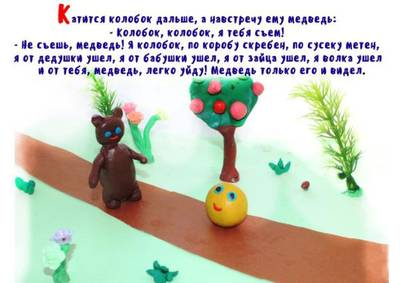 Катится колобок дальше, а навстречу ему медведь:
- Колобок, колобок, я тебя съем!
- Не съешь, медведь! Я колобок, по коробу скребен, по сусеку метен,
я от дедушки ушел, я от бабушки ушел, я от зайца ушел, я волка ушел
и от тебя, медведь, легко уйду! Медведь только его и видел.